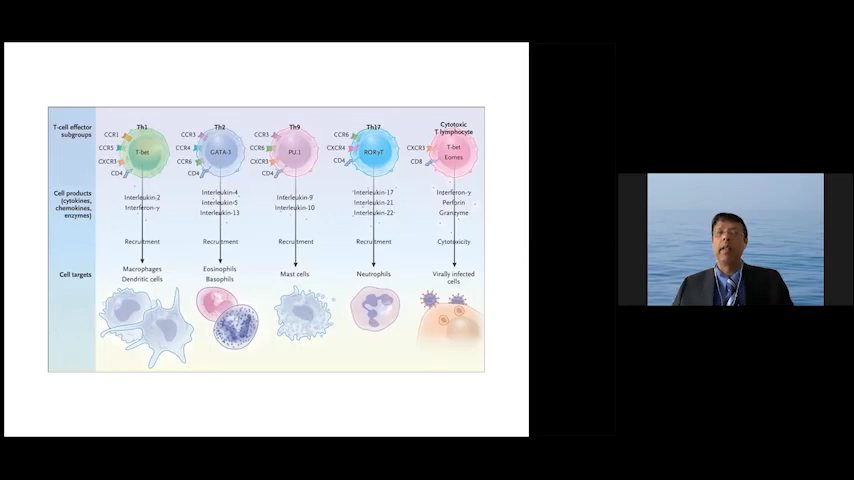 T-cell effector
subgroups
Th1
CCR1
CCR5
CXCR3
CD4
T-bet
Th2
CCR3
CCR4
CCR6
CD4
GATA-3
Th9
CCR3
CCR6
CXCR3
CD4
PU.1
Th17
CCR6
CXCR4
CD4
RORγT
Cytotoxic
T lymphocyte
CXCR3
CD8
T-bet
Eomes
Cell products
(cytokines,
chemokines,
enzymes)
Interleukin-2
Interferon-γ
Interleukin-4
Interleukin-5
Interleukin-13
Interleukin-9
Interleukin-10
Interleukin-17
Interleukin-21
Interleukin-22
Interferon-γ
Perforin
Granzyme
Recruitment
Recruitment
Recruitment
Recruitment
Cytotoxicity
Cell targets
Macrophages
Dendritic cells
Eosinophils
Basophils
Mast cells
Neutrophils
Virally infected
cells